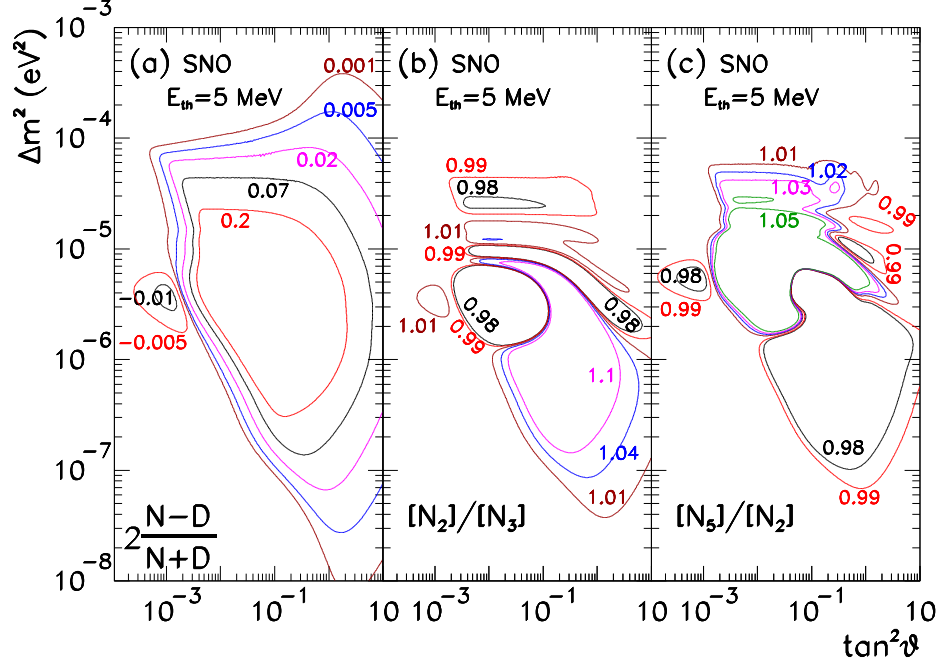 Δm² (eV²)
10⁻³
10⁻⁴
10⁻⁵
10⁻⁶
10⁻⁷
10⁻⁸
(a) SNO
E_th=5 MeV
0.001
0.005
0.02
0.07
0.2
−0.01
−0.005
2 N−D
N+D
(b) SNO
E_th=5 MeV
0.99
0.98
1.01
0.99
0.98
0.98
1.01
0.99
1.1
1.04
1.01
[N₂]/[N₃]
(c) SNO
E_th=5 MeV
1.01
1.02
1.03
1.05
0.99
0.99
0.98
0.99
0.98
0.99
[N₅]/[N₂]
10⁻³ 10⁻¹ 10 10⁻³ 10⁻¹ 10 10⁻³ 10⁻¹ 10
tan²ϑ